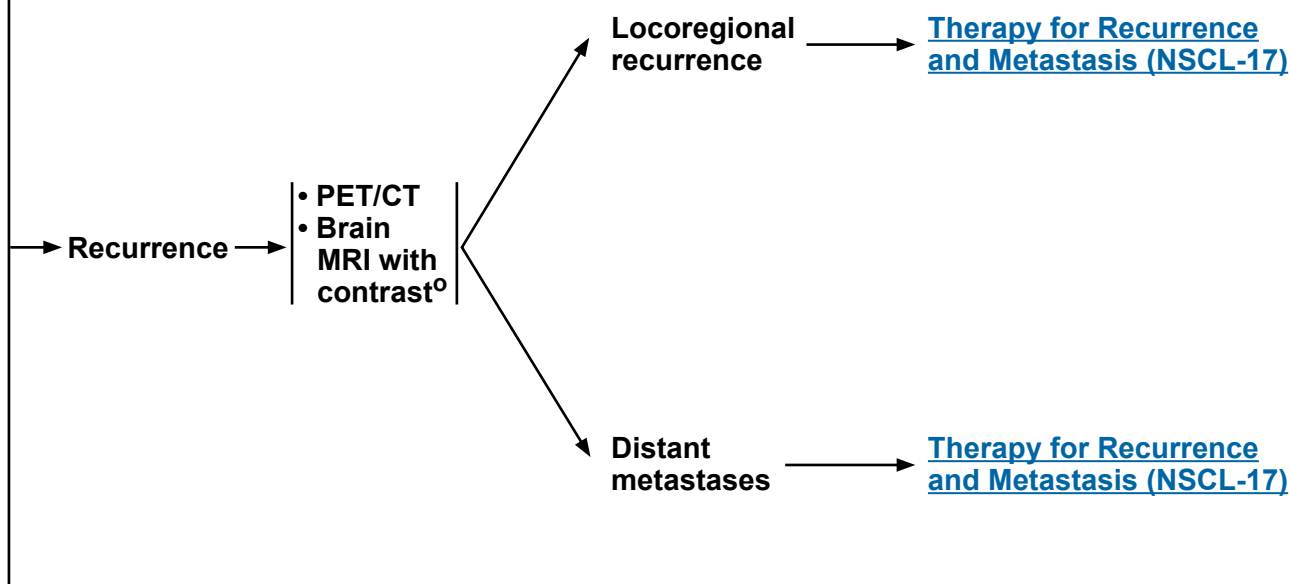 Locoregional
recurrence
Therapy for Recurrence
and Metastasis (NSCL-17)
Recurrence
• PET/CT
• Brain
MRI with
contrastᵒ
Distant
metastases
Therapy for Recurrence
and Metastasis (NSCL-17)